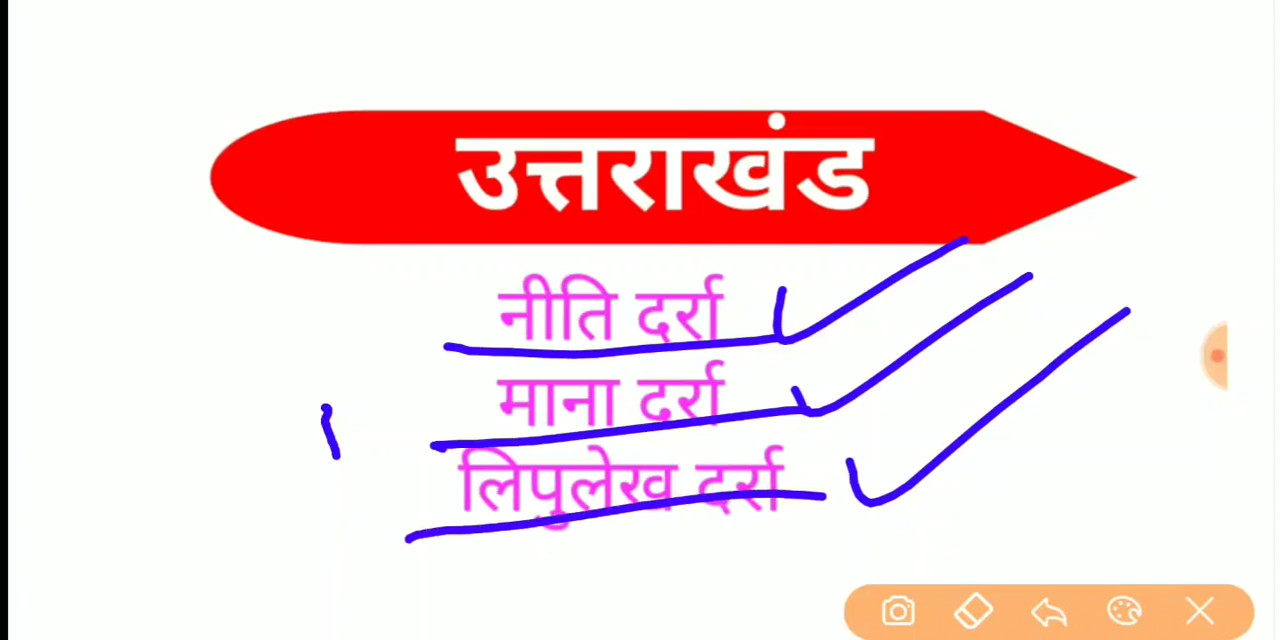 उत्तराखंड
नीति दर्रा
माना दर्रा
लिपुलेख दर्रा